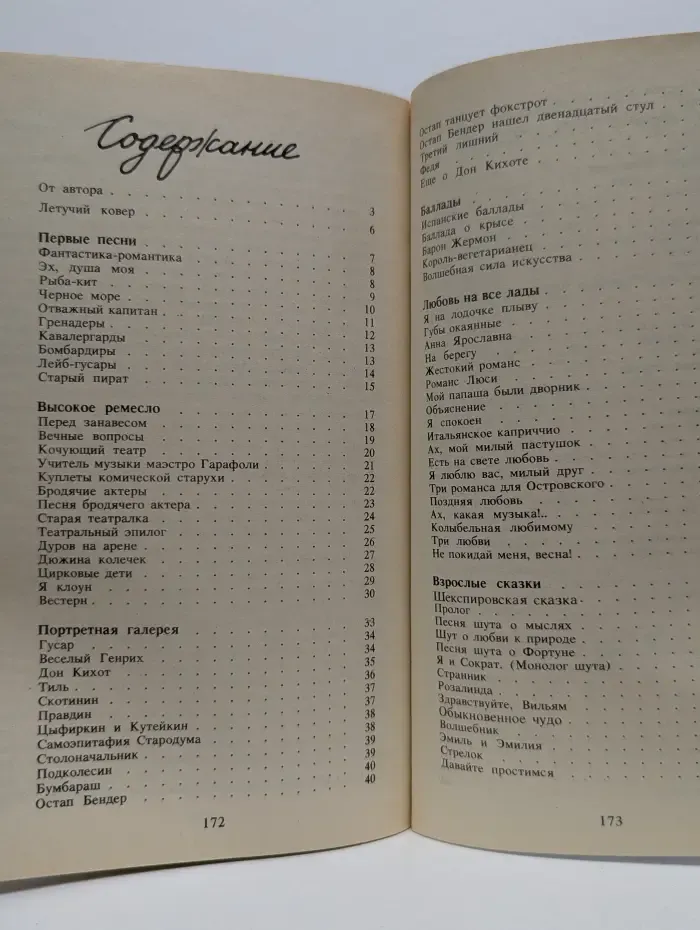 Содержание
От автора . . . 3
Летучий ковер . . . 6
Первые песни . . . 7
Фантастика-романтика . . . 8
Эх, душа моя . . . 8
Рыба-кит . . . 9
Черное море . . . 10
Отважный капитан . . . 11
Гренадеры . . . 12
Кавалергарды . . . 13
Бомбардиры . . . 13
Лейб-гусары . . . 14
Старый пират . . . 15
Высокое ремесло . . . 17
Перед занавесом . . . 18
Вечные вопросы . . . 19
Кочующий театр . . . 20
Учитель музыки маэстро Гарафоли . . . 21
Куплеты комической старухи . . . 22
Бродячие актеры . . . 22
Песня бродячего актера . . . 23
Старая театралка . . . 24
Театральный эпилог . . . 25
Дуров на арене . . . 26
Дюжина колечек . . . 27
Цирковые дети . . . 28
Я клоун . . . 29
Вестерн . . . 30
Портретная галерея . . . 33
Гусар . . . 34
Веселый Генрих . . . 34
Дон Кихот . . . 35
Тиль . . . 36
Скотинин . . . 37
Правдин . . . 37
Цыфиркин и Кутейкин . . . 38
Самоэпитафия Стародума . . . 38
Столоначальник . . . 39
Подколесин . . . 39
Бумбараш . . . 40
Остап Бендер . . . 40
172
Остап танцует фокстрот . . .
Остап Бендер нашел двенадцатый стул . . .
Третий лишний . . .
Федя . . .
Еще о Дон Кихоте . . .
Баллады . . .
Испанские баллады . . .
Баллада о крысе . . .
Барон Жермон . . .
Король-вегетарианец . . .
Волшебная сила искусства . . .
Любовь на все лады . . .
Я на лодочке плыву . . .
Губы окаянные . . .
Анна Ярославна . . .
На берегу . . .
Жестокий романс . . .
Романс Люси . . .
Мой папаша были дворник . . .
Объяснение . . .
Я спокоен . . .
Итальянское каприччио . . .
Ах, мой милый пастушок . . .
Есть на свете любовь . . .
Я люблю вас, милый друг . . .
Три романса для Островского . . .
Поздняя любовь . . .
Ах, какая музыка!.. . . .
Колыбельная любимому . . .
Три любви . . .
Не покидай меня, весна! . . .
Взрослые сказки . . .
Шекспировская сказка . . .
Пролог . . .
Песня шута о мыслях . . .
Шут о любви к природе . . .
Песня шута о Фортуне . . .
Я и Сократ. (Монолог шута) . . .
Странник . . .
Розалинда . . .
Здравствуйте, Вильям . . .
Обыкновенное чудо . . .
Волшебник . . .
Эмиль и Эмилия . . .
Стрелок . . .
Давайте простимся . . .
173